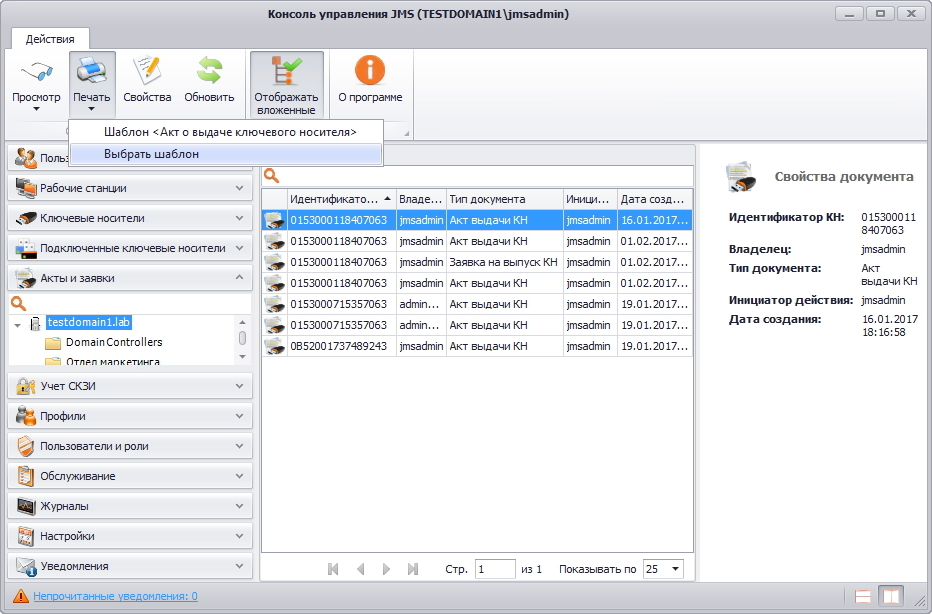 Консоль управления JMS (TESTDOMAIN1\jmsadmin)
Действия
Просмотр
Печать
Свойства
Обновить
Отображать
вложенные
О программе
Шаблон <Акт о выдаче ключевого носителя>
Выбрать шаблон
Рабочие станции
Ключевые носители
Подключенные ключевые носители
Акты и заявки
testdomain1.lab
DomainControllers
Отдел маркетинга
Учет СКЗИ
Профили
Пользователи и роли
Обслуживание
Журналы
Настройки
Уведомления
Идентификато... Владе... Тип документа Иници... Дата созд...
0153000118407063 jmsadmin Акт выдачи КН jmsadmin 16.01.2017...
0153000118407063 jmsadmin Акт выдачи КН jmsadmin 01.02.2017...
0153000118407063 jmsadmin Заявка на выпуск КН jmsadmin 01.02.2017...
0153000118407063 jmsadmin Акт выдачи КН jmsadmin 01.02.2017...
0153000715357063 admin... Акт выдачи КН jmsadmin 19.01.2017...
0153000715357063 admin... Акт выдачи КН jmsadmin 19.01.2017...
0B52001737489243 jmsadmin Акт выдачи КН jmsadmin 19.01.2017...
Стр. 1 из 1 Показывать по 25
Свойства документа
Идентификатор КН: 015300011
8407063
Владелец: jmsadmin
Тип документа: Акт
выдачи КН
Инициатор действия: jmsadmin
Дата создания: 16.01.2017
18:16:58
Непрочитанные уведомления: 0